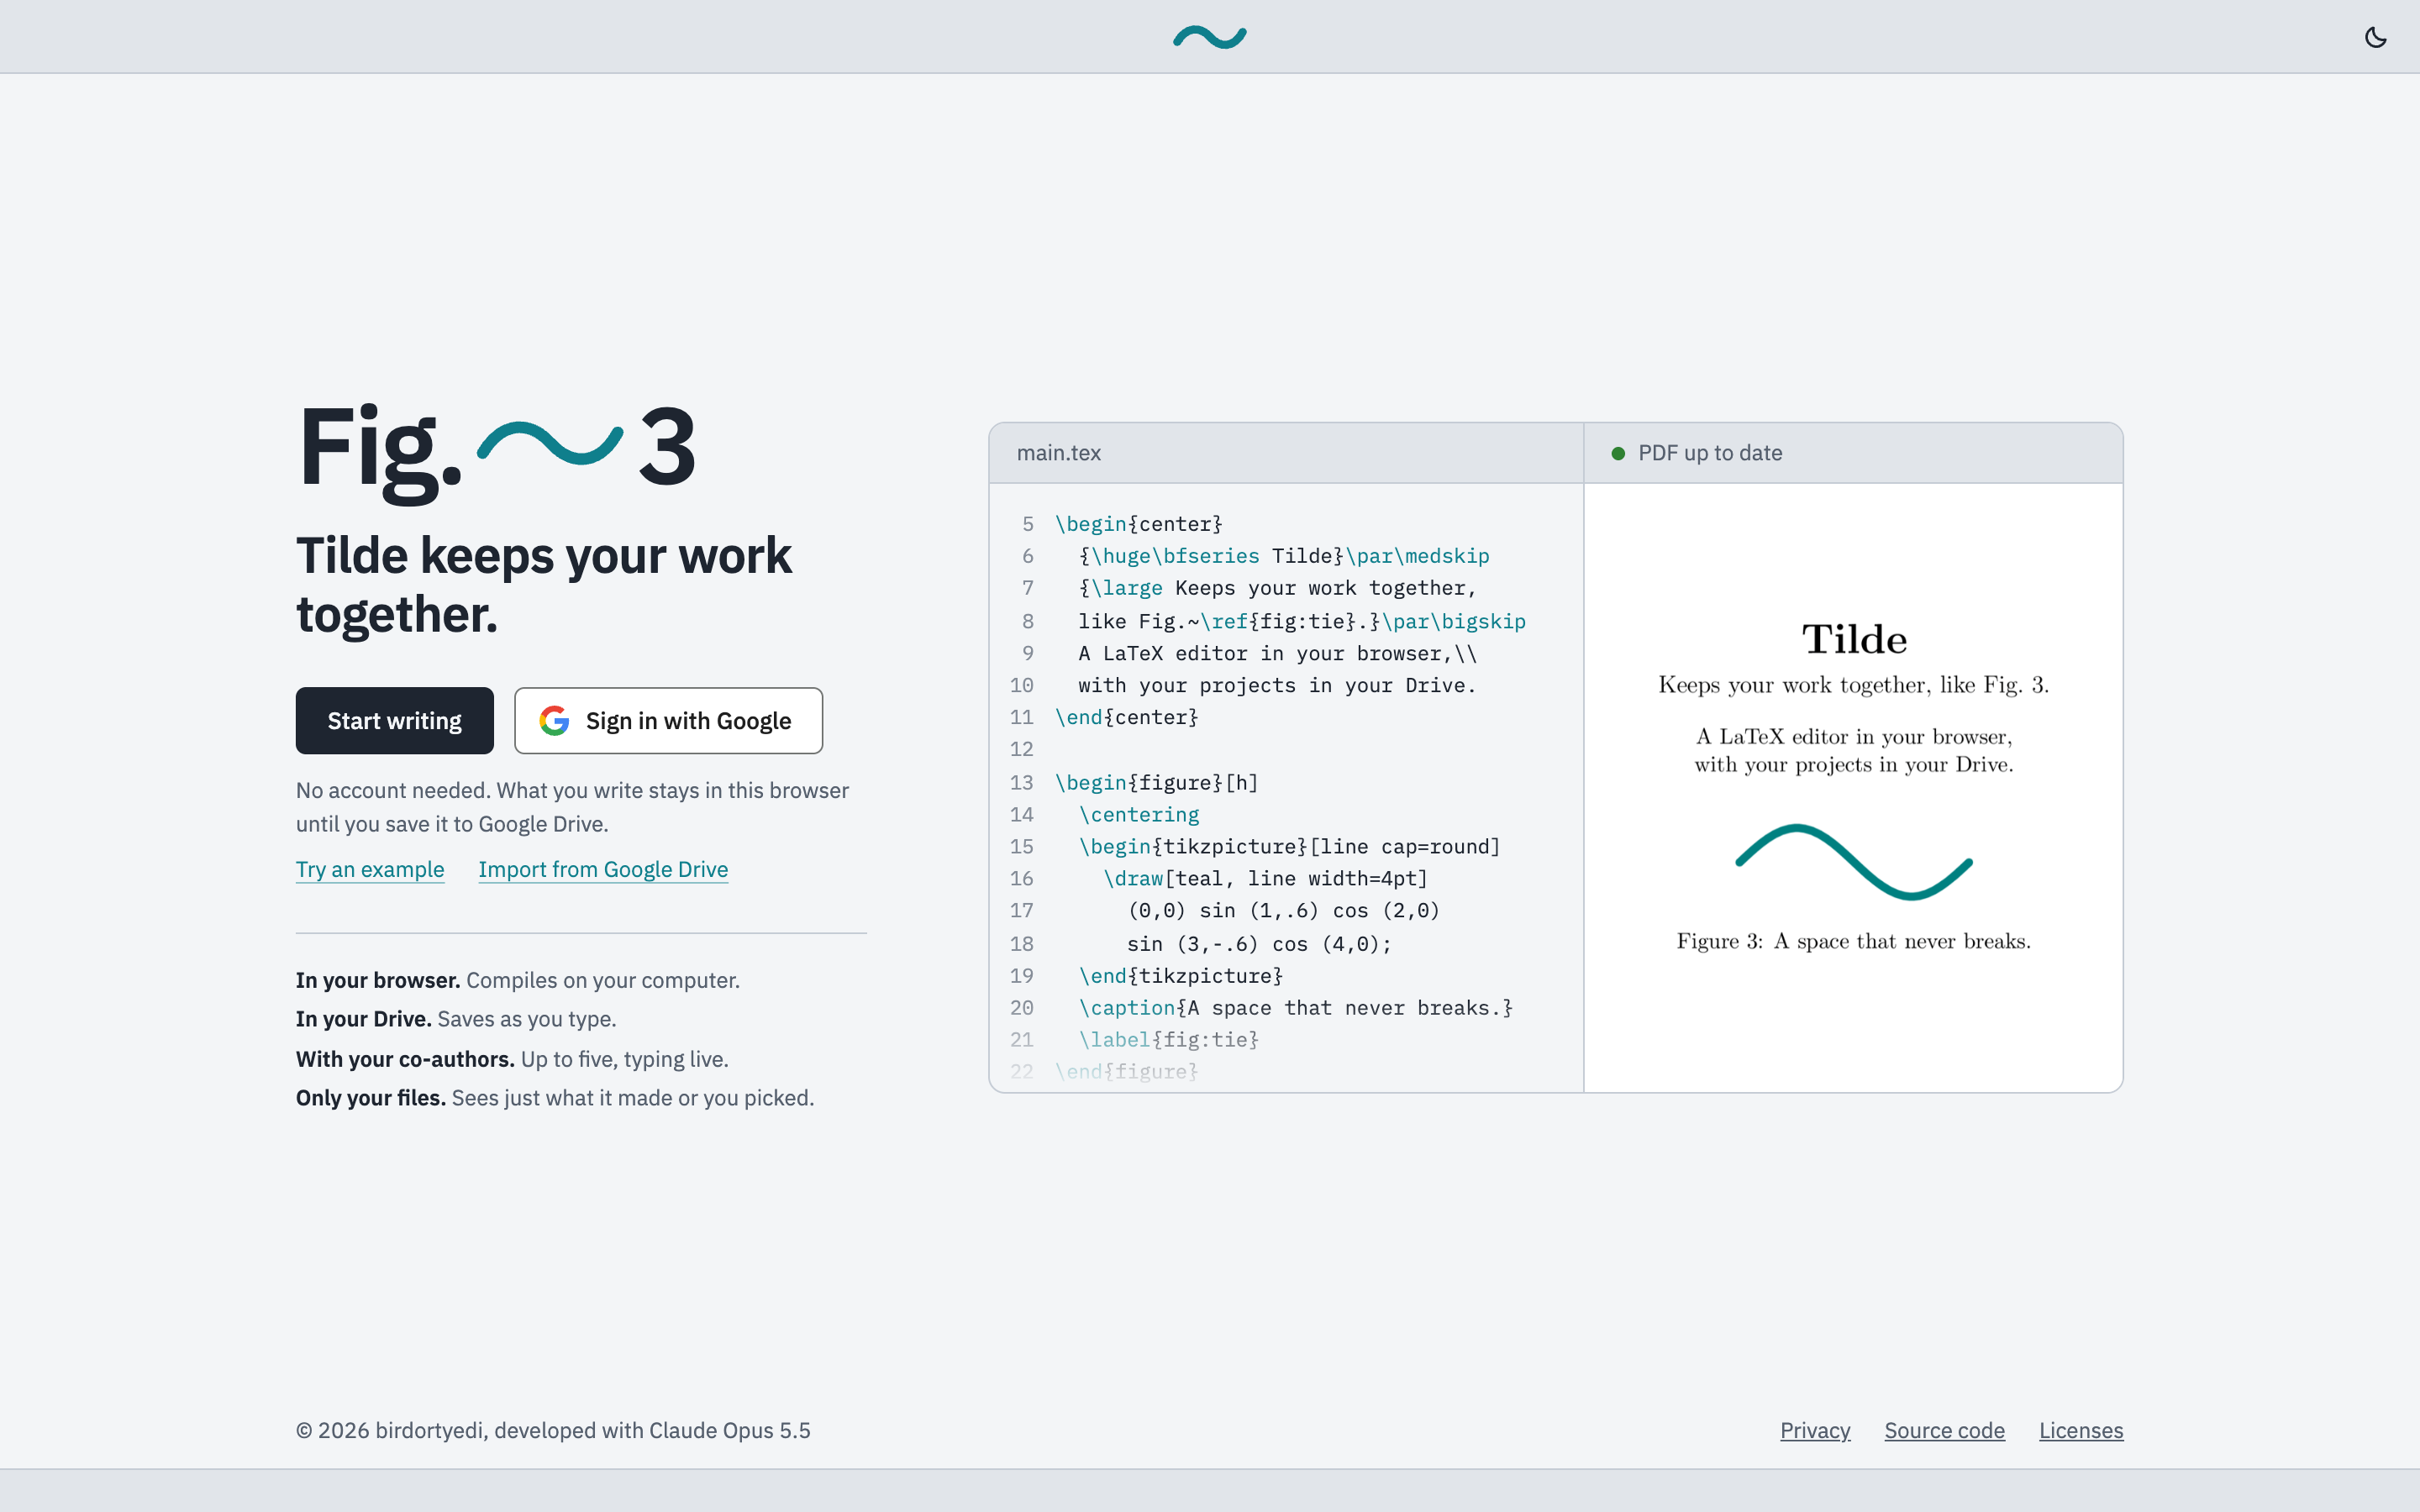 Fig.~3
Tilde keeps your work
together.
Start writing
Sign in with Google
No account needed. What you write stays in this browser
until you save it to Google Drive.
Try an example
Import from Google Drive
In your browser. Compiles on your computer.
In your Drive. Saves as you type.
With your co-authors. Up to five, typing live.
Only your files. Sees just what it made or you picked.
main.tex
5 \begin{center}
6   {\huge\bfseries Tilde}\par\medskip
7   {\large Keeps your work together,
8   like Fig.~\ref{fig:tie}.}\par\bigskip
9   A LaTeX editor in your browser,\\
10   with your projects in your Drive.
11 \end{center}
12
13 \begin{figure}[h]
14   \centering
15   \begin{tikzpicture}[line cap=round]
16     \draw[teal, line width=4pt]
17       (0,0) sin (1,.6) cos (2,0)
18       sin (3,-.6) cos (4,0);
19   \end{tikzpicture}
20   \caption{A space that never breaks.}
21   \label{fig:tie}
22 \end{figure}
PDF up to date
Tilde
Keeps your work together, like Fig. 3.
A LaTeX editor in your browser,
with your projects in your Drive.
Figure 3: A space that never breaks.
© 2026 birdortyedi, developed with Claude Opus 5.5
Privacy
Source code
Licenses